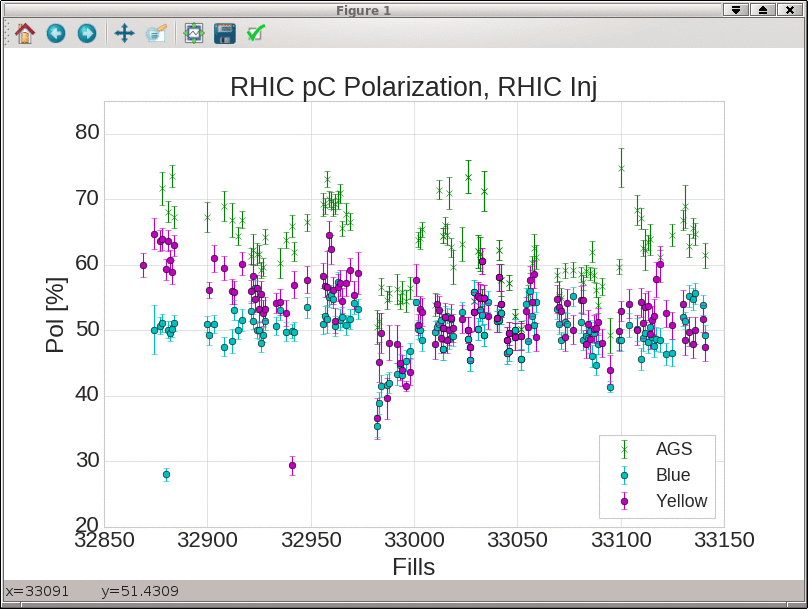 Figure 1
RHIC pC Polarization, RHIC Inj
80
70
60
50
40
30
20
Pol [%]
AGS
Blue
Yellow
32850 32900 32950 33000 33050 33100 33150
Fills
x=33091 y=51.4309